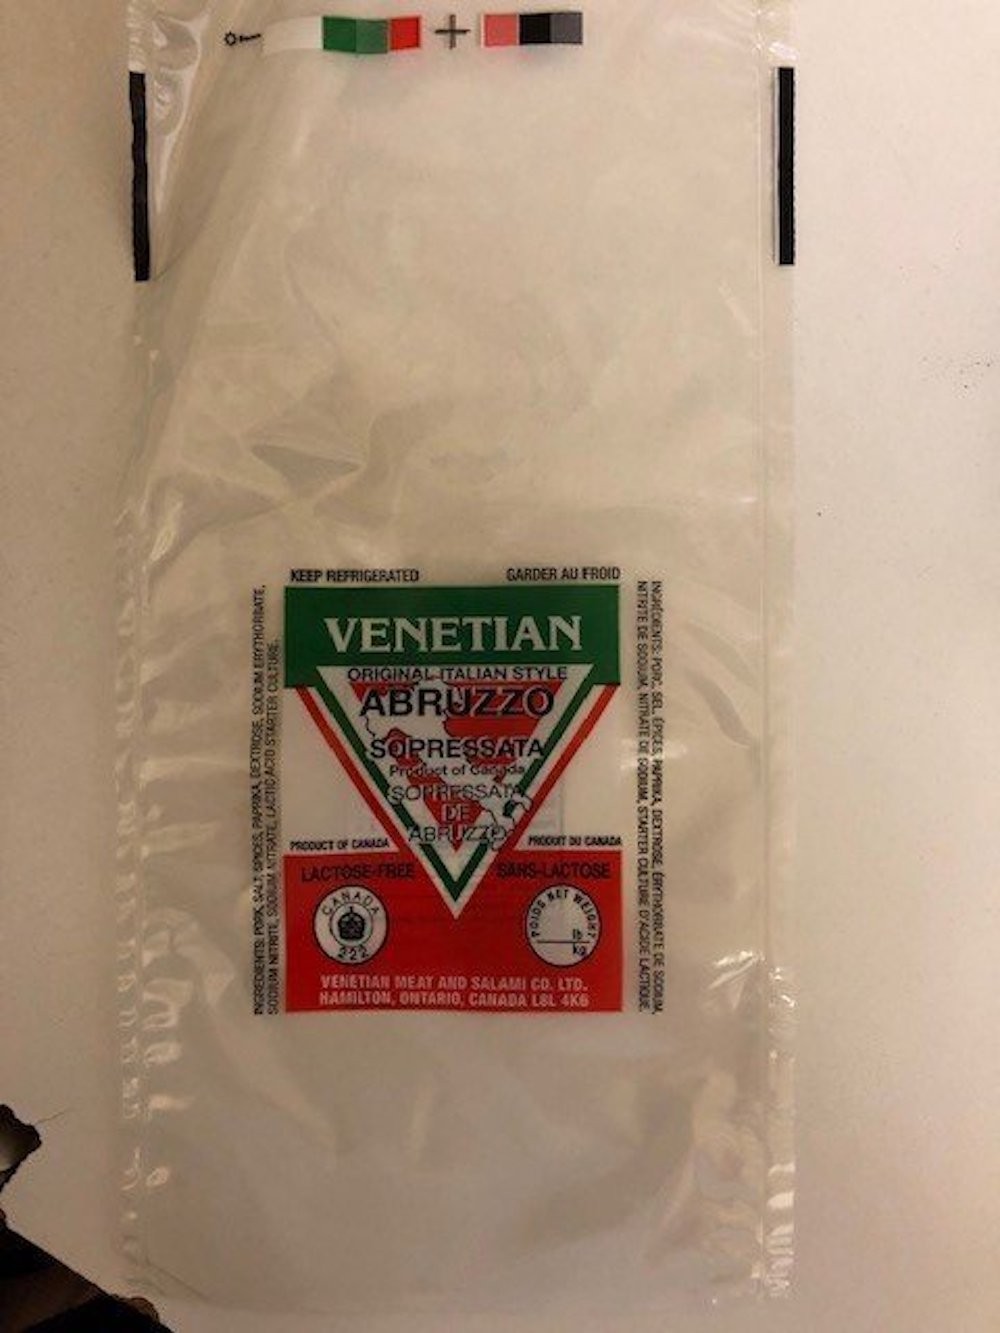 KEEP REFRIGERATED
GARDER AU FROID
VENETIAN
ORIGINAL ITALIAN STYLE
ABRUZZO
SOPRESSATA
Product of Canada
SOPRESSATA
DE
ABRUZZO
PRODUCT OF CANADA
PRODUIT DU CANADA
LACTOSE-FREE
SANS-LACTOSE
CANADA
222
POIDS NET WEIGHT
lb
kg
VENETIAN MEAT AND SALAMI CO. LTD.
HAMILTON, ONTARIO, CANADA L8L 4K6
INGREDIENTS: PORK, SALT, SPICES, PAPRIKA, DEXTROSE, SODIUM ERYTHORBATE,
SODIUM NITRITE, SODIUM NITRATE, LACTIC ACID STARTER CULTURE.
INGRÉDIENTS: PORC, SEL, ÉPICES, PAPRIKA, DEXTROSE, ÉRYTHORBATE DE SODIUM,
NITRITE DE SODIUM, NITRATE DE SODIUM, STARTER CULTURE D'ACIDE LACTIQUE.